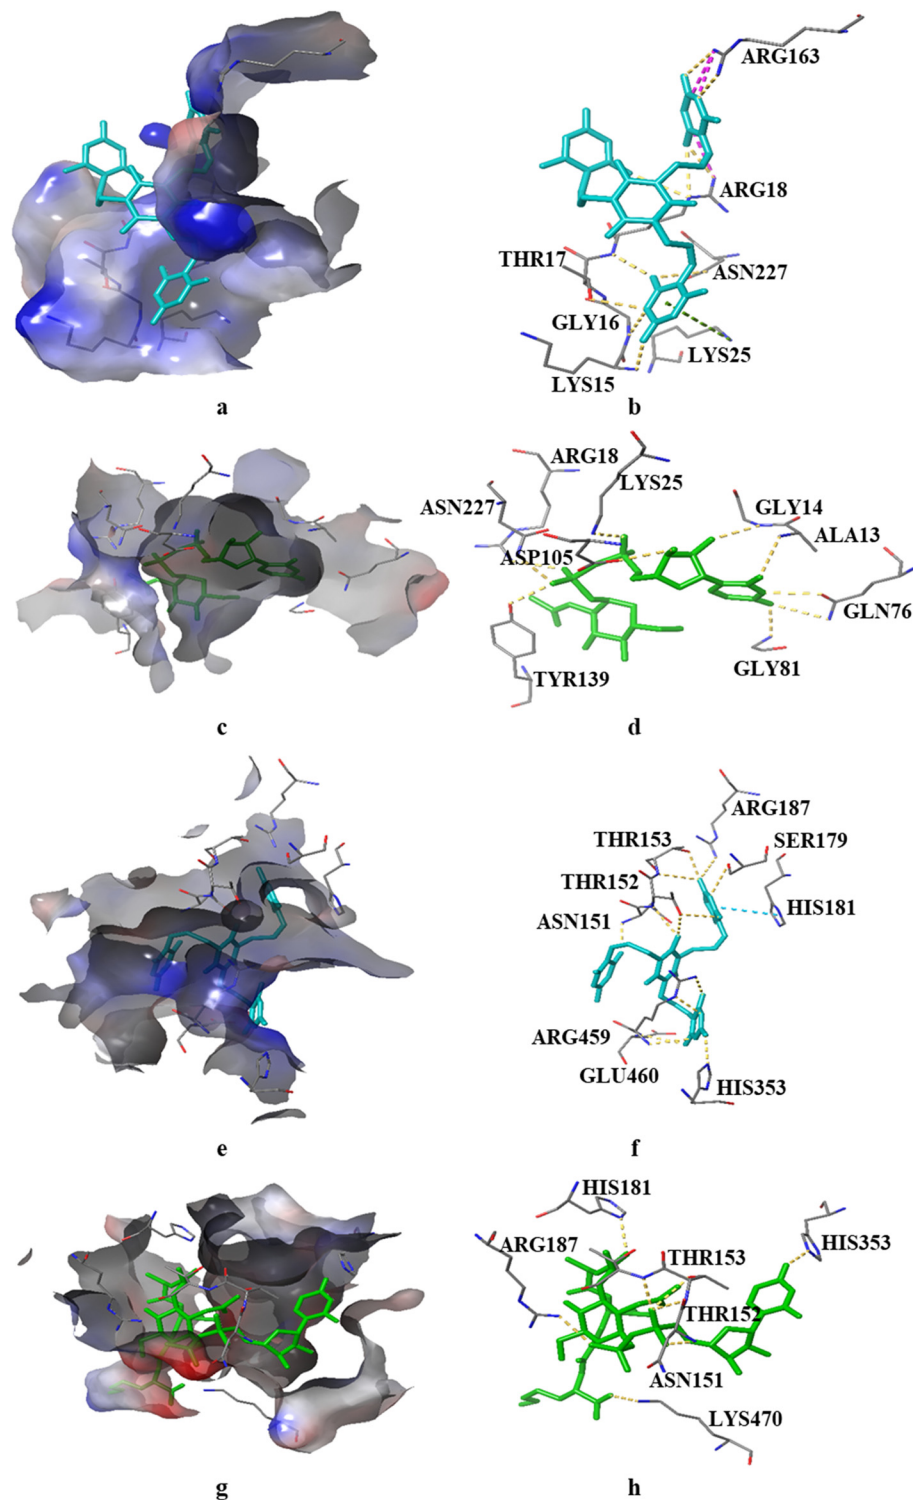 ARG163
ARG18
THR17
ASN227
GLY16
LYS25
LYS15
a
b
ARG18
LYS25
ASN227
GLY14
ASP105
ALA13
GLN76
GLY81
TYR139
c
d
ARG187
THR153
SER179
THR152
HIS181
ASN151
ARG459
GLU460
HIS353
e
f
HIS181
ARG187
THR153
HIS353
THR152
ASN151
LYS470
g
h